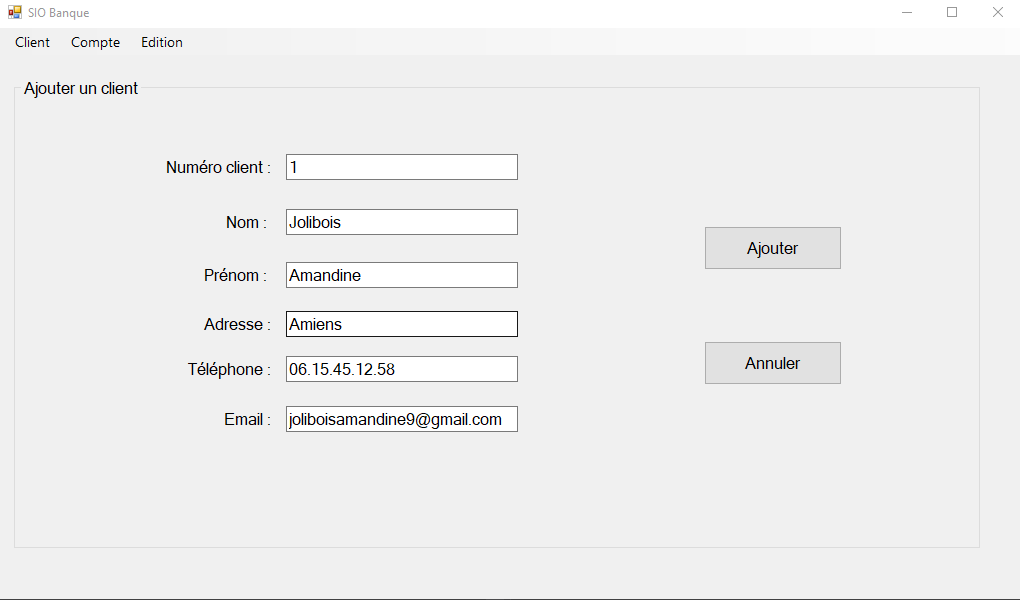 SIO Banque
Client Compte Edition
Ajouter un client
Numéro client : 1
Nom : Jolibois
Ajouter
Prénom : Amandine
Adresse : Amiens
Téléphone : 06.15.45.12.58
Annuler
Email : joliboisamandine9@gmail.com